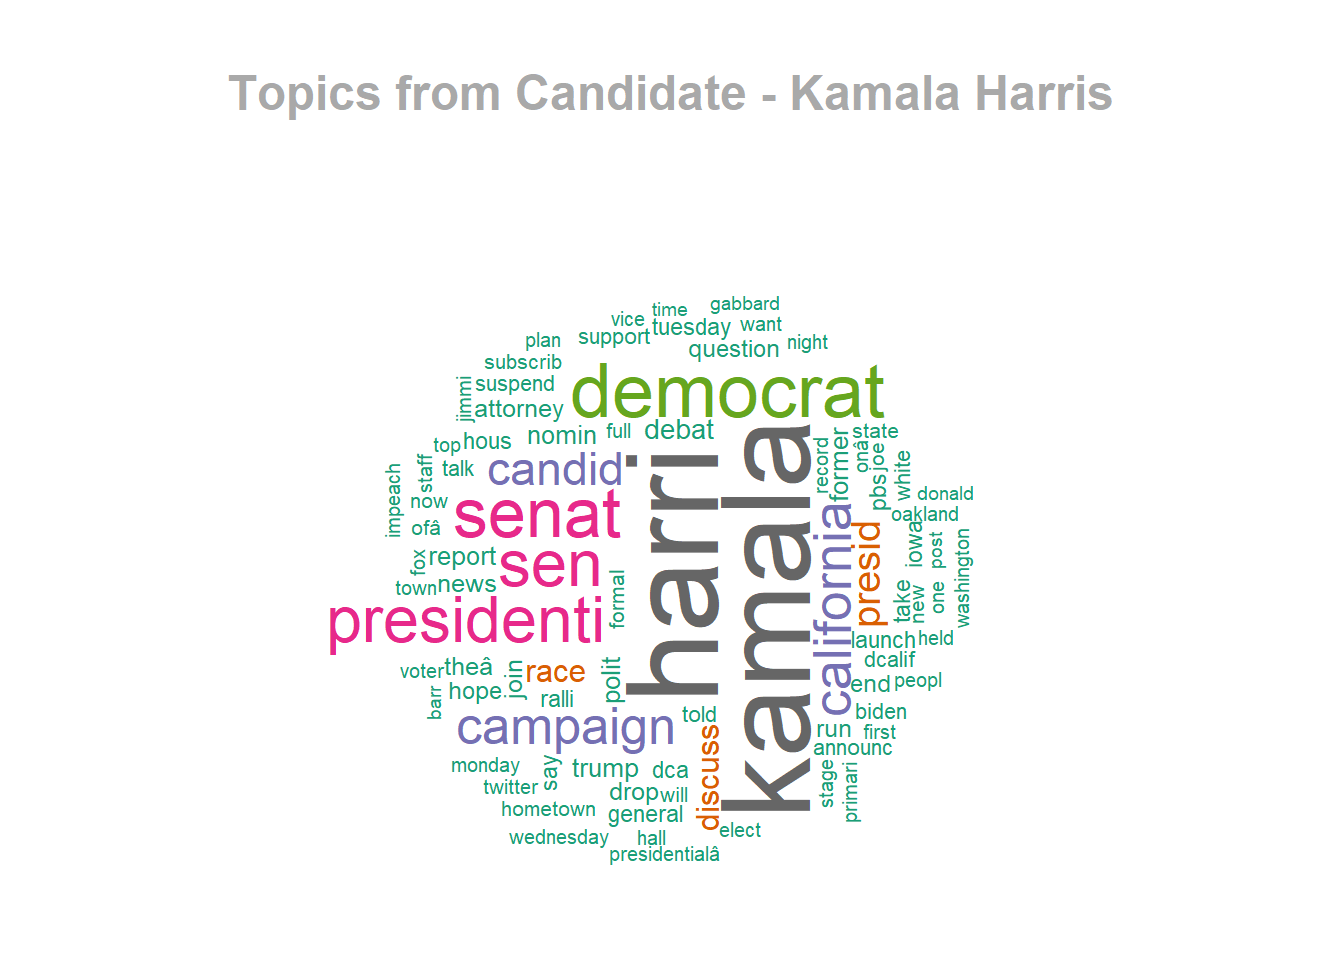 Topics from Candidate - Kamala Harris
gabbard
time
vice
tuesday
want
support
question
night
plan
subscrib
suspend
jimmi
attorney
democrat
nomin
full
debat
top
hous
talk
staff
candid
impeach
now
ofâ
senat
harri
kamala
record
former
onâ
joe
state
pbs
white
donald
oakland
california
presid
iowa
post
washington
fox
report
sen
town
news
formal
presidenti
take
new
one
launch
held
dcalif
end
peopl
voter
theâ
join
race
polit
barr
hope
ralli
campaign
told
biden
run
first
announc
monday
say
trump
dca
discuss
stage
primari
twitter
drop
will
hometown
general
elect
wednesday
hall
presidentialâ